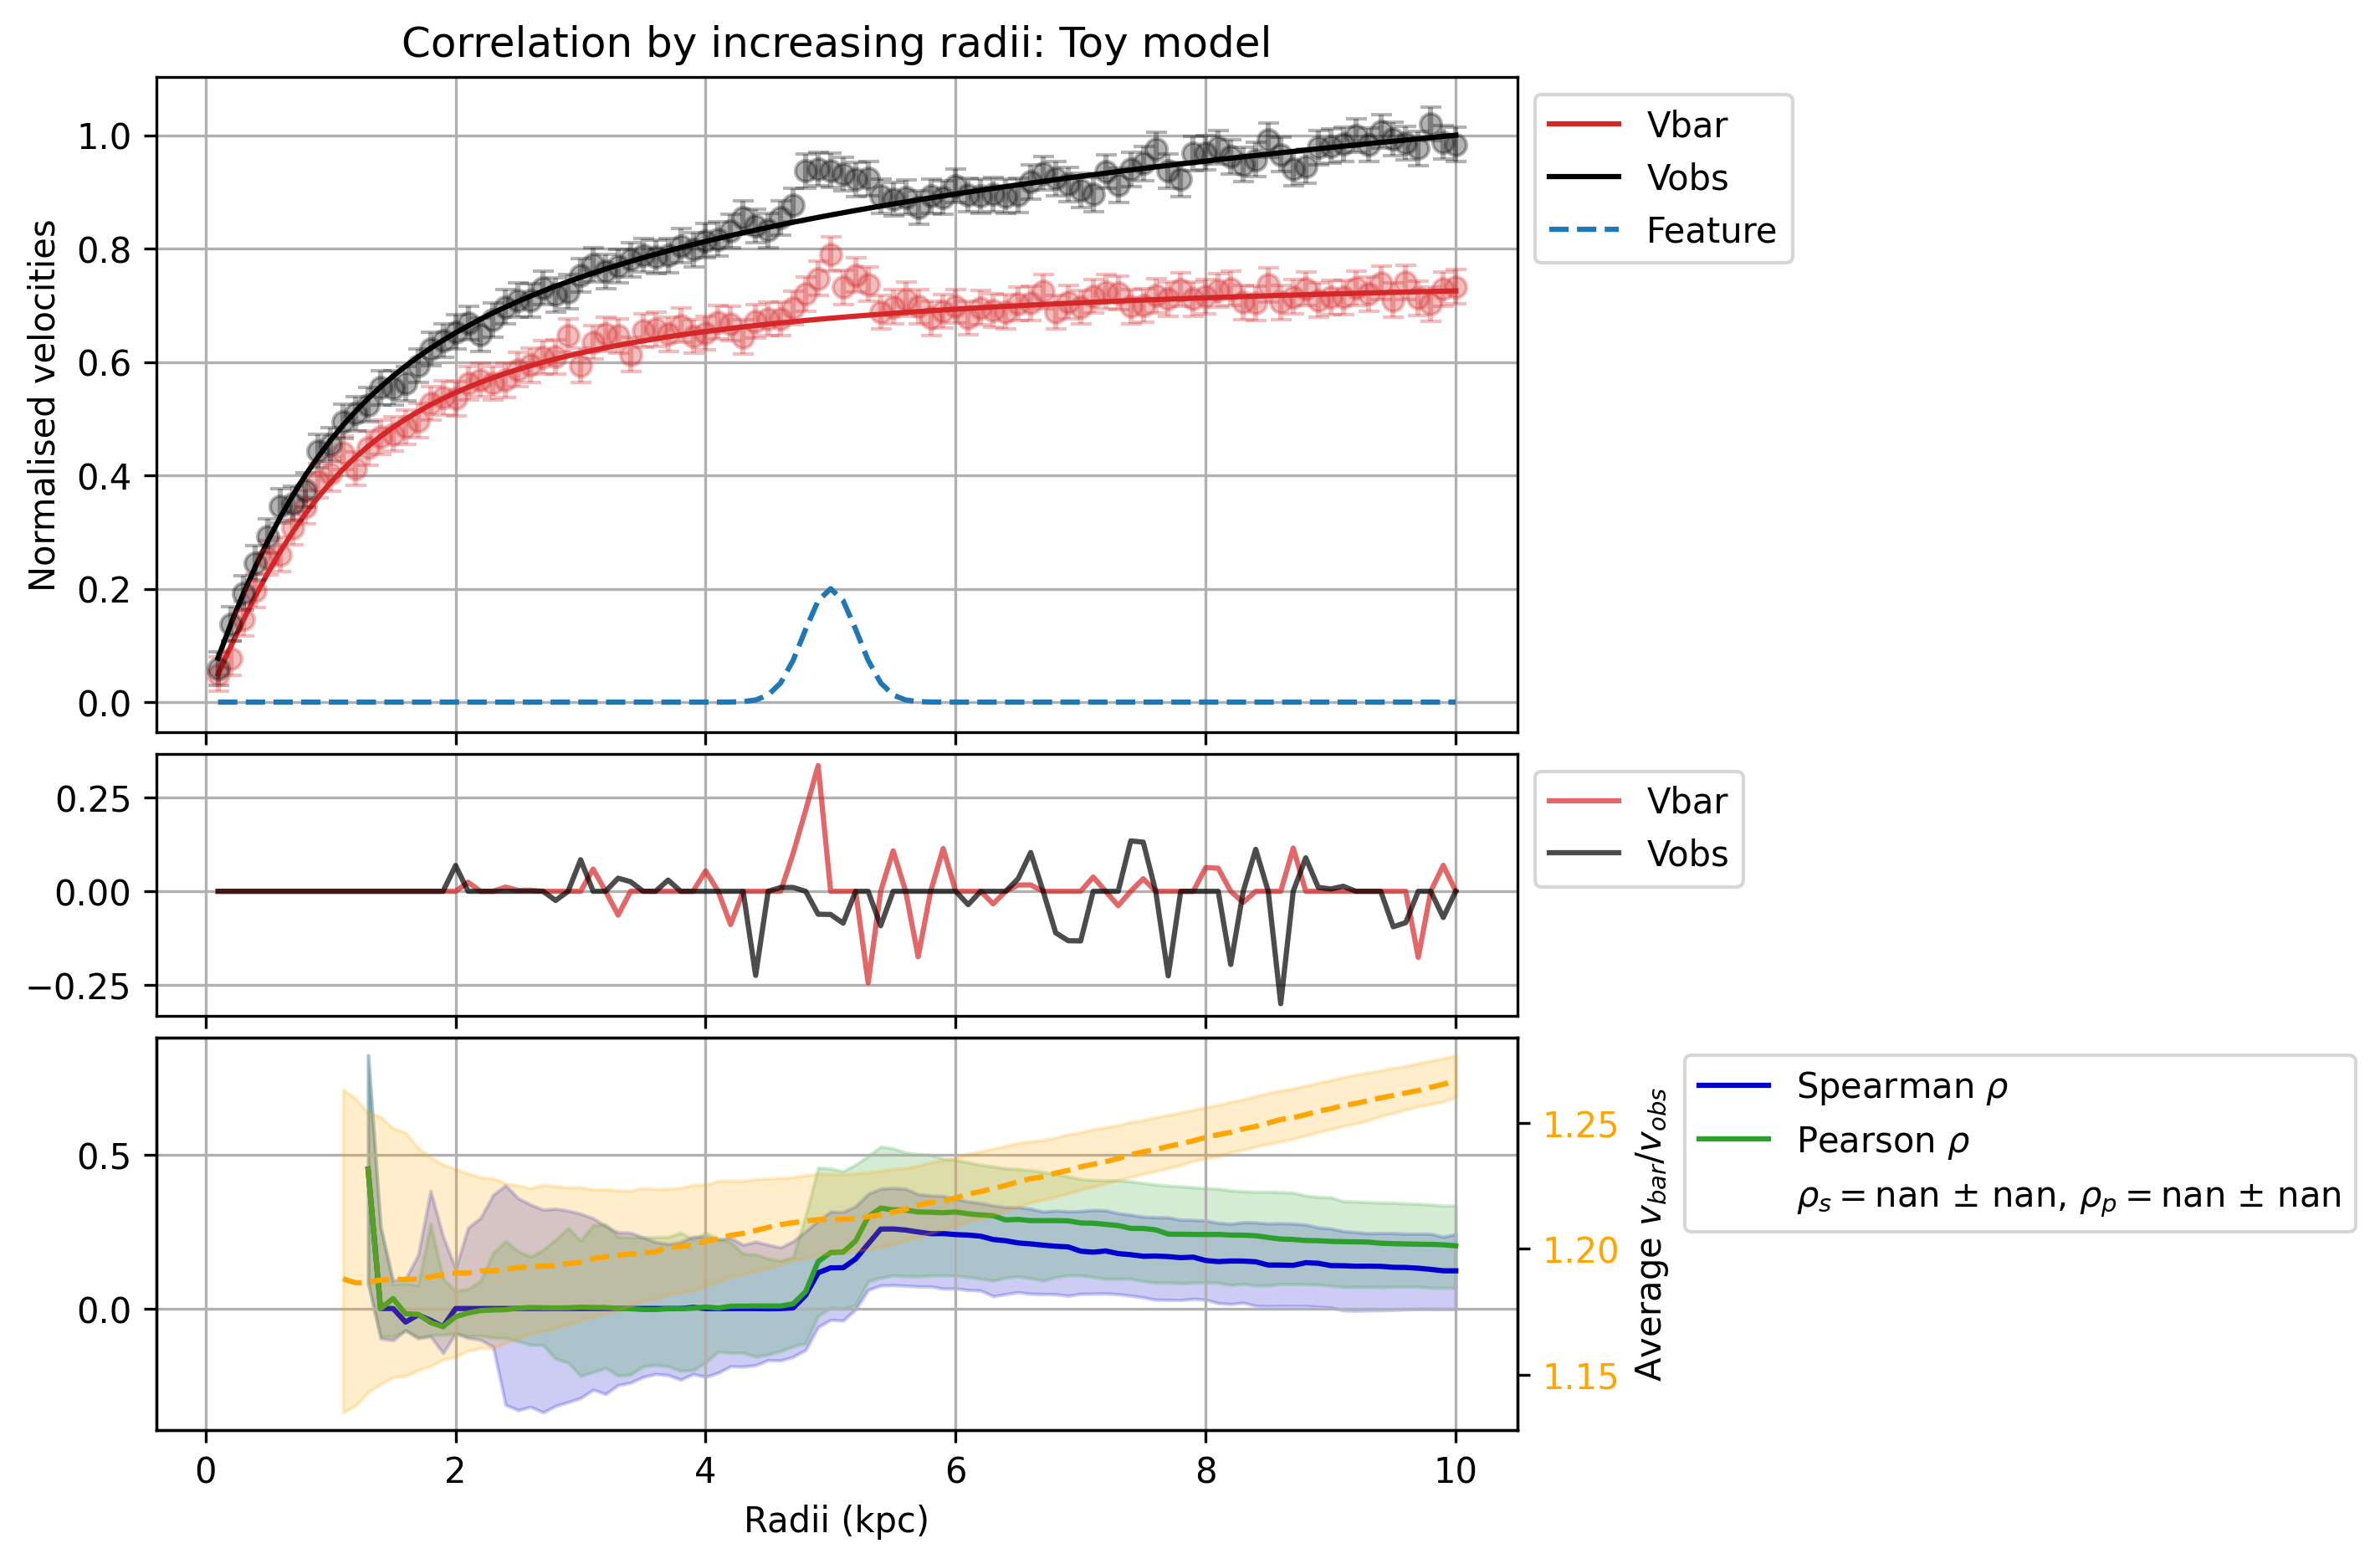 Correlation by increasing radii: Toy model
Normalised velocities
1.0
0.8
0.6
0.4
0.2
0.0
Vbar
Vobs
Feature
0.25
0.00
−0.25
Vbar
Vobs
0.5
0.0
1.25
1.20
1.15
Average v_bar/v_obs
Spearman ρ
Pearson ρ
ρ_s = nan ± nan, ρ_p = nan ± nan
0 2 4 6 8 10
Radii (kpc)